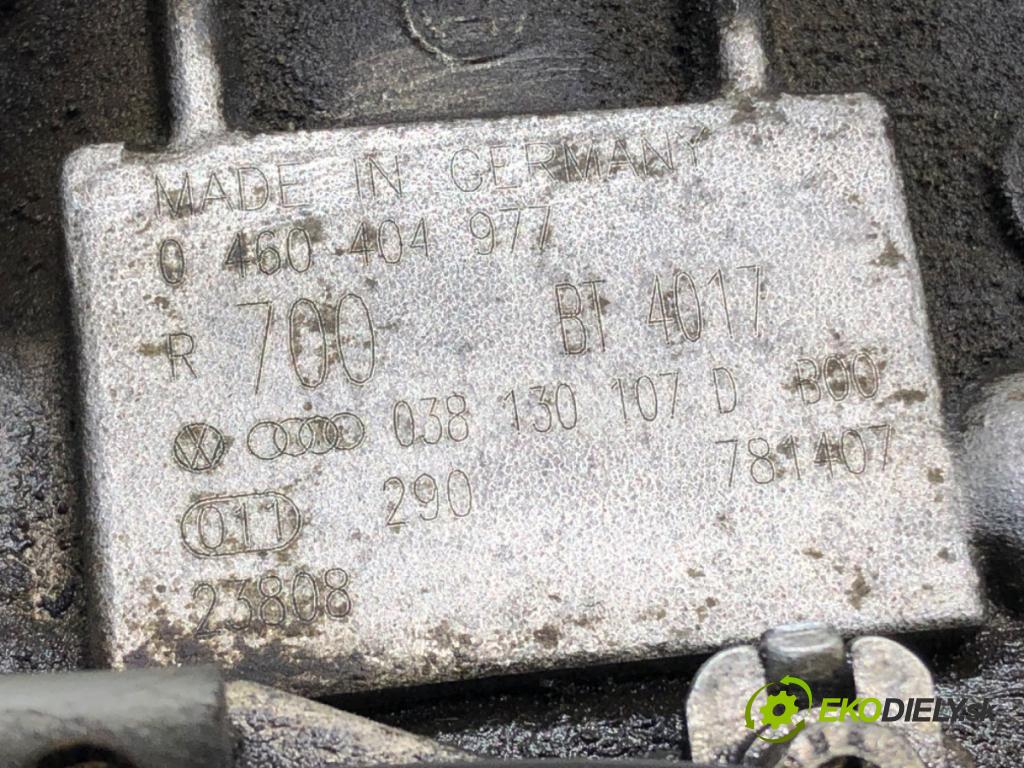 MADE IN GERMANY
0 460 404 977
R 700 BT 4017
038 130 107 D B00
011 290 781407
23808
EKODIELY.sk